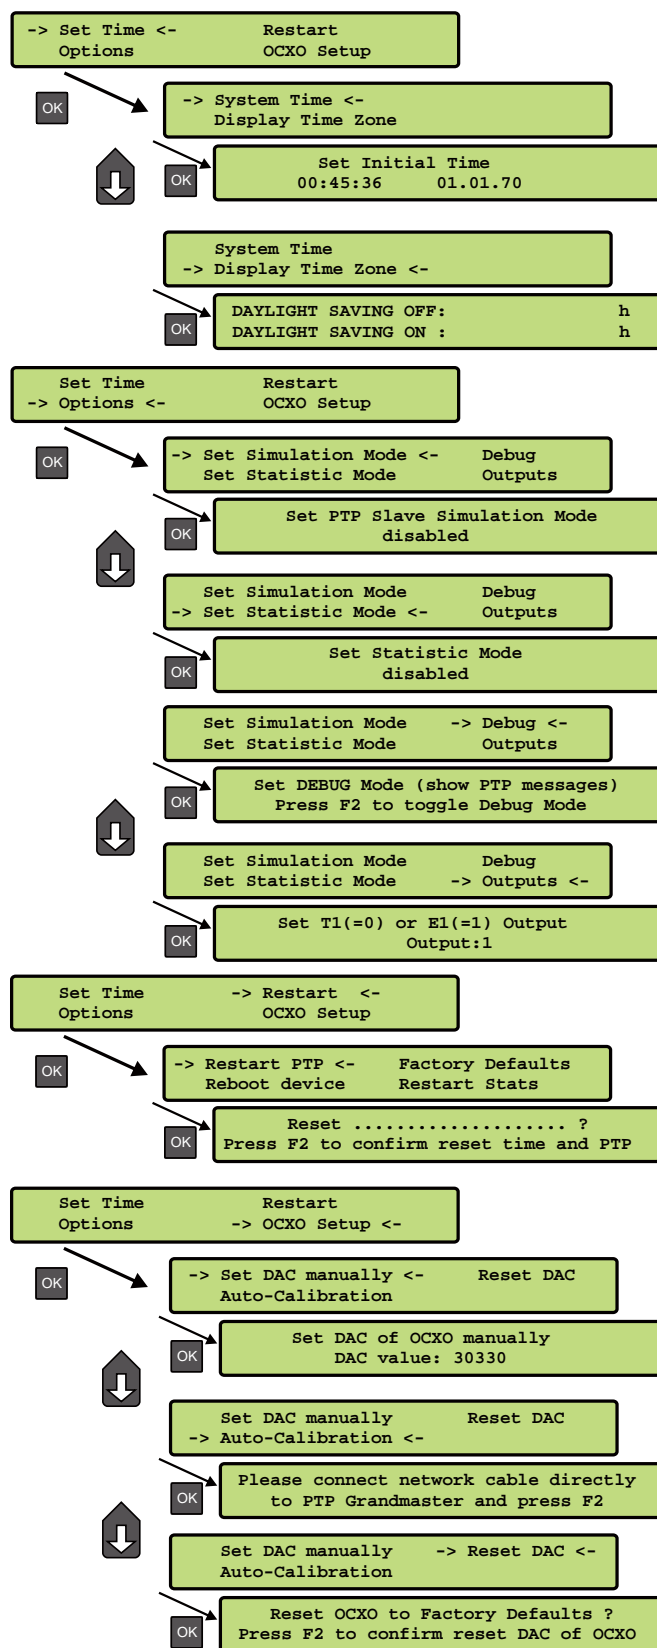 -> Set Time <- Restart
Options OCXO Setup
OK
-> System Time <-
Display Time Zone
OK
Set Initial Time
00:45:36 01.01.70
System Time
-> Display Time Zone <-
OK
DAYLIGHT SAVING OFF: h
DAYLIGHT SAVING ON : h
Set Time Restart
-> Options <- OCXO Setup
OK
-> Set Simulation Mode <- Debug
Set Statistic Mode Outputs
OK
Set PTP Slave Simulation Mode
disabled
Set Simulation Mode Debug
-> Set Statistic Mode <- Outputs
OK
Set Statistic Mode
disabled
Set Simulation Mode -> Debug <-
Set Statistic Mode Outputs
OK
Set DEBUG Mode (show PTP messages)
Press F2 to toggle Debug Mode
Set Simulation Mode Debug
Set Statistic Mode -> Outputs <-
OK
Set T1(=0) or E1(=1) Output
Output:1
Set Time -> Restart <-
Options OCXO Setup
OK
-> Restart PTP <- Factory Defaults
Reboot device Restart Stats
OK
Reset .................... ?
Press F2 to confirm reset time and PTP
Set Time Restart
Options -> OCXO Setup <-
OK
-> Set DAC manually <- Reset DAC
Auto-Calibration
OK
Set DAC of OCXO manually
DAC value: 30330
Set DAC manually Reset DAC
-> Auto-Calibration <-
OK
Please connect network cable directly
to PTP Grandmaster and press F2
Set DAC manually -> Reset DAC <-
Auto-Calibration
OK
Reset OCXO to Factory Defaults ?
Press F2 to confirm reset DAC of OCXO